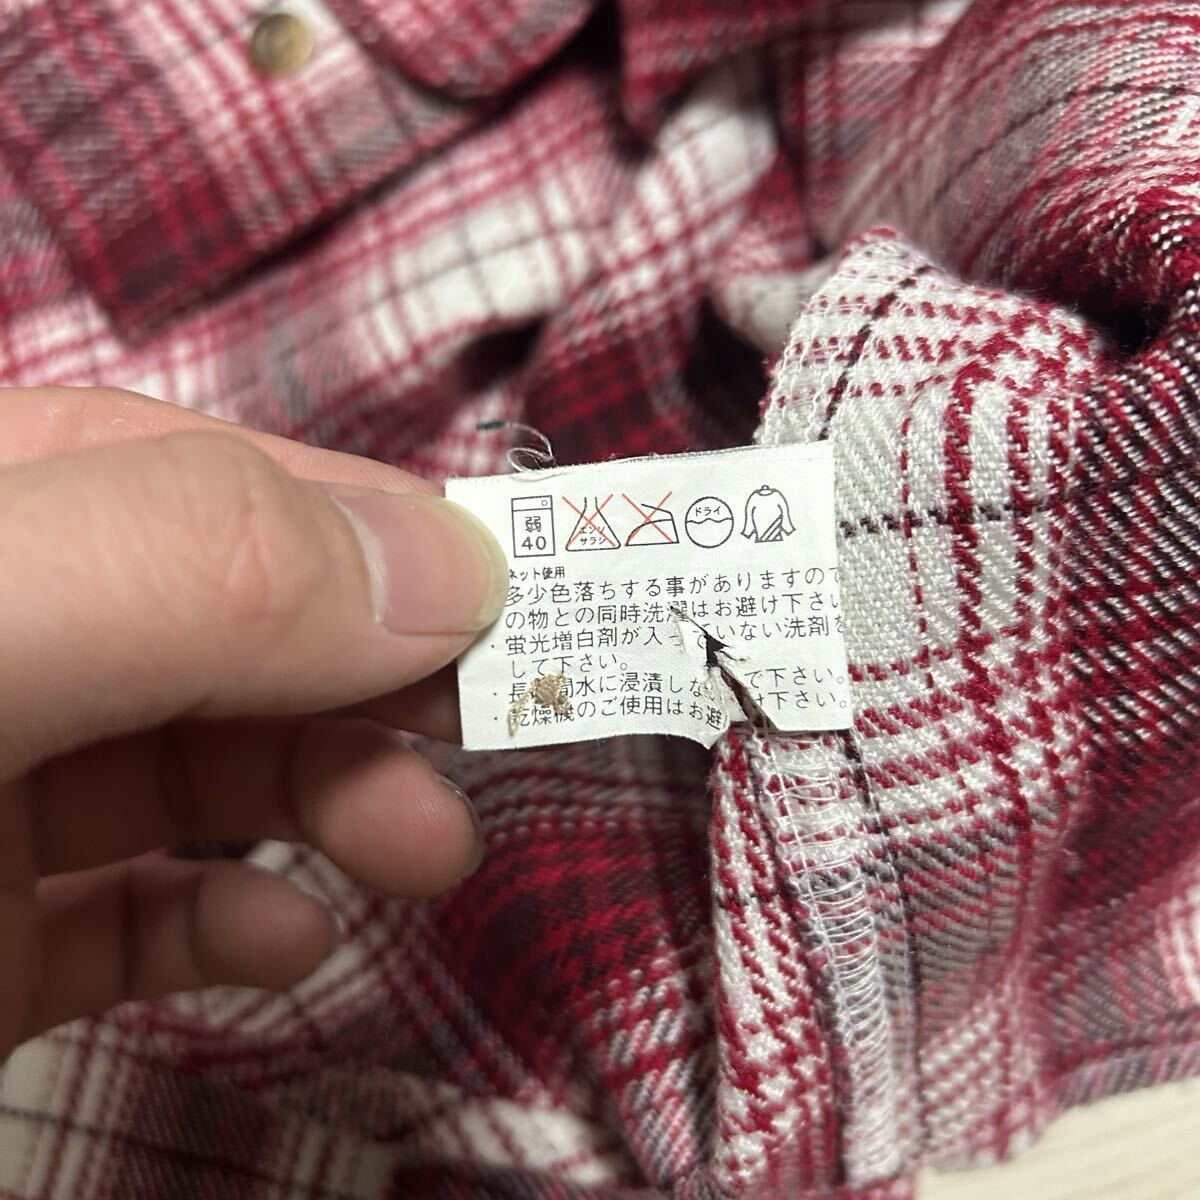 弱
40
エンソ
サラシ
ドライ
ネット使用
多少色落ちする事がありますので
の物との同時洗濯はお避け下さい
・蛍光増白剤が入っていない洗剤を
して下さい。
・長時間水に浸漬しないで下さい。
・乾燥機のご使用はお避け下さい。